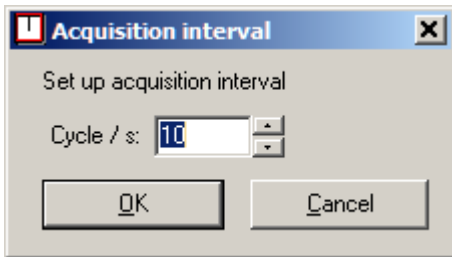 Acquisition interval
Set up acquisition interval
Cycle / s: 10
OK Cancel